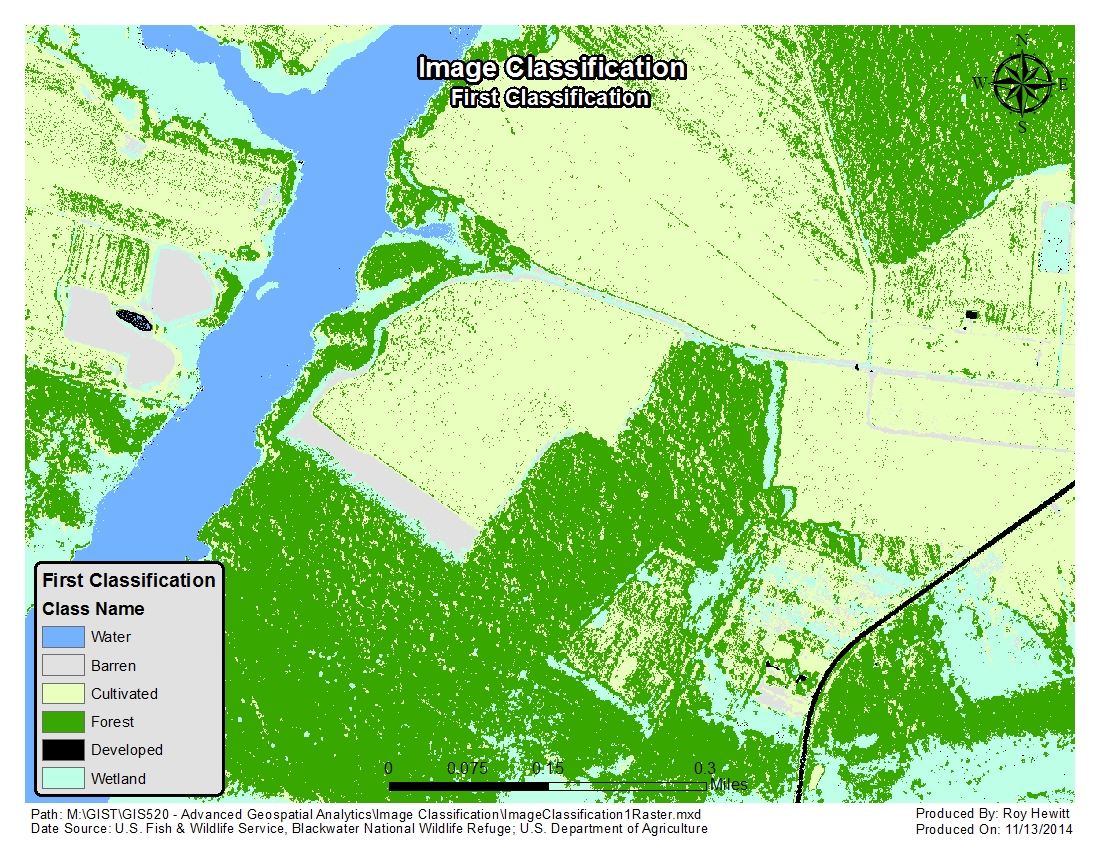 Image Classification
First Classification
N
W E
S
First Classification
Class Name
Water
Barren
Cultivated
Forest
Developed
Wetland
0 0.075 0.15 0.3
Miles
Path: M:\GIST\GIS520 - Advanced Geospatial Analytics\Image Classification\ImageClassification1Raster.mxd
Date Source: U.S. Fish & Wildlife Service, Blackwater National Wildlife Refuge; U.S. Department of Agriculture
Produced By: Roy Hewitt
Produced On: 11/13/2014